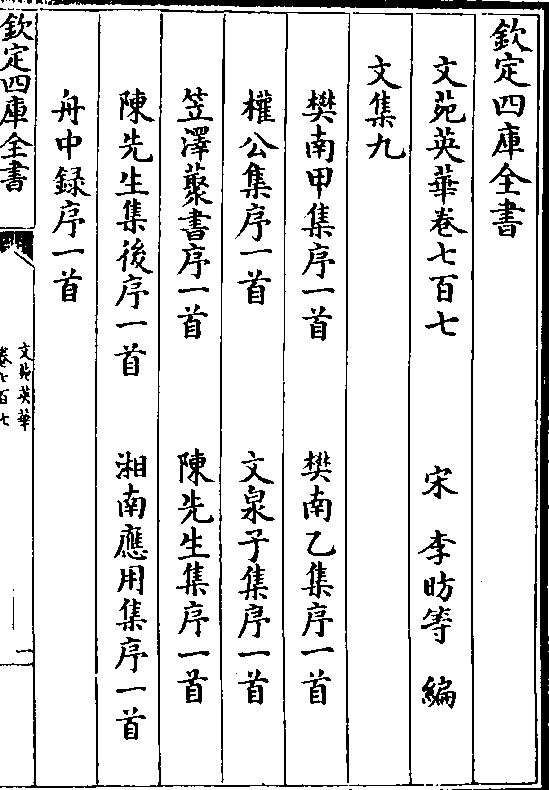 欽定四庫全書
文苑英華卷七百七　宋　李昉等　編
文集九
樊南甲集序一首　樊南乙集序一首
權公集序一首　文泉子集序一首
笠澤藂書序一首　陳先生集序一首
陳先生集後序一首　湘南應用集序一首
舟中録序一首
欽定四庫全書
文苑英華
卷七百七
一